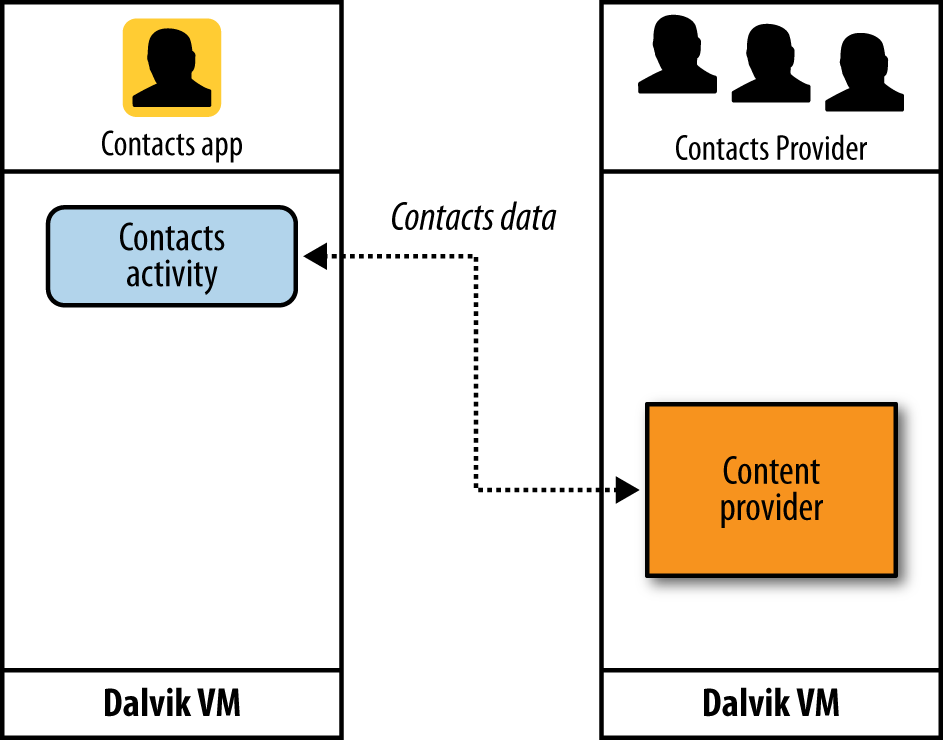 Contacts app
Contacts Provider
Contacts
activity
Contacts data
Content
provider
Dalvik VM
Dalvik VM